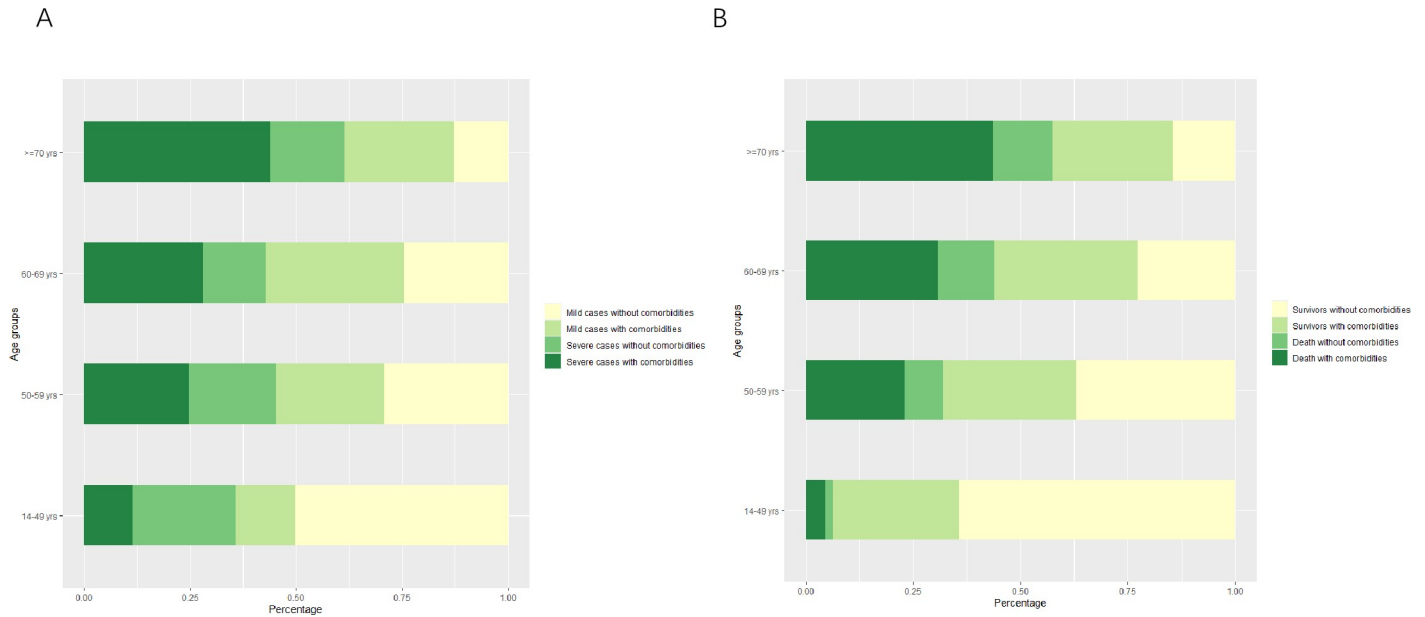 A
B
>=70 yrs
60-69 yrs
50-59 yrs
14-49 yrs
Age groups
0.00 0.25 0.50 0.75 1.00
Percentage
Mild cases without comorbidities
Mild cases with comorbidities
Severe cases without comorbidities
Severe cases with comorbidities
>=70 yrs
60-69 yrs
50-59 yrs
14-49 yrs
Age groups
0.00 0.25 0.50 0.75 1.00
Percentage
Survivors without comorbidities
Survivors with comorbidities
Death without comorbidities
Death with comorbidities